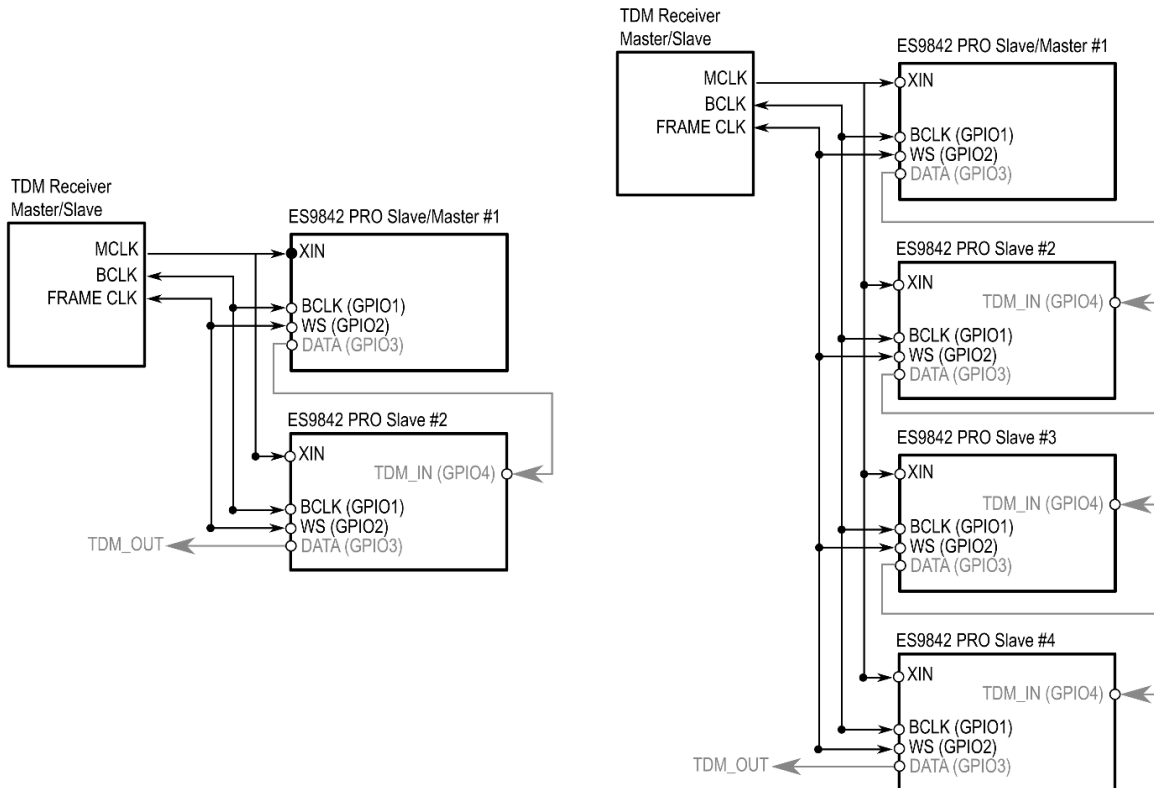 TDM Receiver
Master/Slave
MCLK
BCLK
FRAME CLK
ES9842 PRO Slave/Master #1
XIN
BCLK (GPIO1)
WS (GPIO2)
DATA (GPIO3)
ES9842 PRO Slave #2
XIN
TDM_IN (GPIO4)
BCLK (GPIO1)
WS (GPIO2)
DATA (GPIO3)
TDM_OUT
TDM Receiver
Master/Slave
MCLK
BCLK
FRAME CLK
ES9842 PRO Slave/Master #1
XIN
BCLK (GPIO1)
WS (GPIO2)
DATA (GPIO3)
ES9842 PRO Slave #2
XIN
TDM_IN (GPIO4)
BCLK (GPIO1)
WS (GPIO2)
DATA (GPIO3)
ES9842 PRO Slave #3
XIN
TDM_IN (GPIO4)
BCLK (GPIO1)
WS (GPIO2)
DATA (GPIO3)
ES9842 PRO Slave #4
XIN
TDM_IN (GPIO4)
BCLK (GPIO1)
WS (GPIO2)
DATA (GPIO3)
TDM_OUT